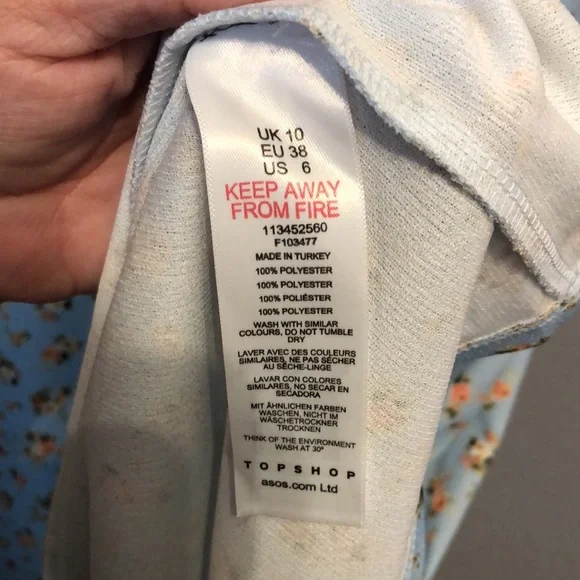 UK 10
EU 38
US 6
KEEP AWAY
FROM FIRE
113452560
F103477
MADE IN TURKEY
100% POLYESTER
100% POLYESTER
100% POLIÉSTER
100% POLYESTER
WASH WITH SIMILAR
COLOURS, DO NOT TUMBLE
DRY
LAVER AVEC DES COULEURS
SIMILAIRES, NE PAS SÉCHER
AU SÈCHE-LINGE
LAVAR CON COLORES
SIMILARES, NO SECAR EN
SECADORA
MIT ÄHNLICHEN FARBEN
WASCHEN, NICHT IM
WÄSCHETROCKNER
TROCKNEN
THINK OF THE ENVIRONMENT
WASH AT 30°
TOPSHOP
asos.com Ltd